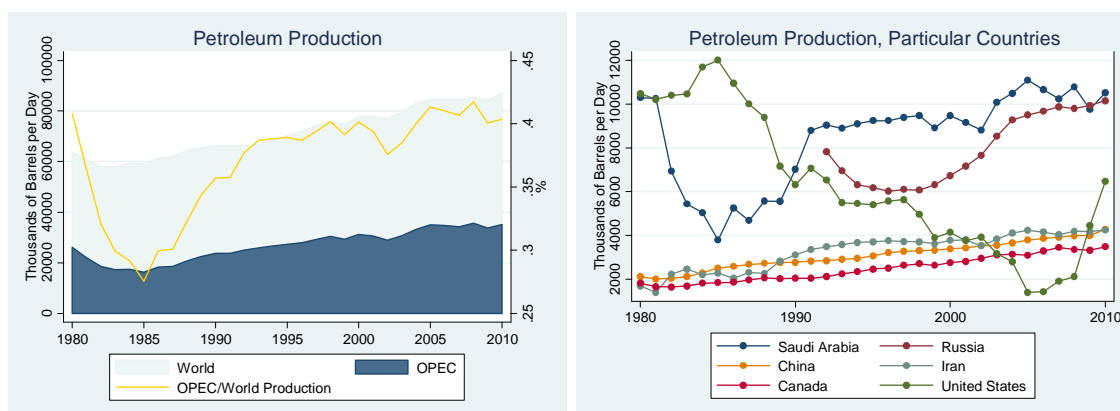 Petroleum Production
Thousands of Barrels per Day
0 20000 40000 60000 80000 100000
.25 .3 .35 .4 .45
%
1980 1985 1990 1995 2000 2005 2010
World OPEC
OPEC/World Production
Petroleum Production, Particular Countries
Thousands of Barrels per Day
2000 4000 6000 8000 10000 12000
1980 1990 2000 2010
Saudi Arabia Russia
China Iran
Canada United States